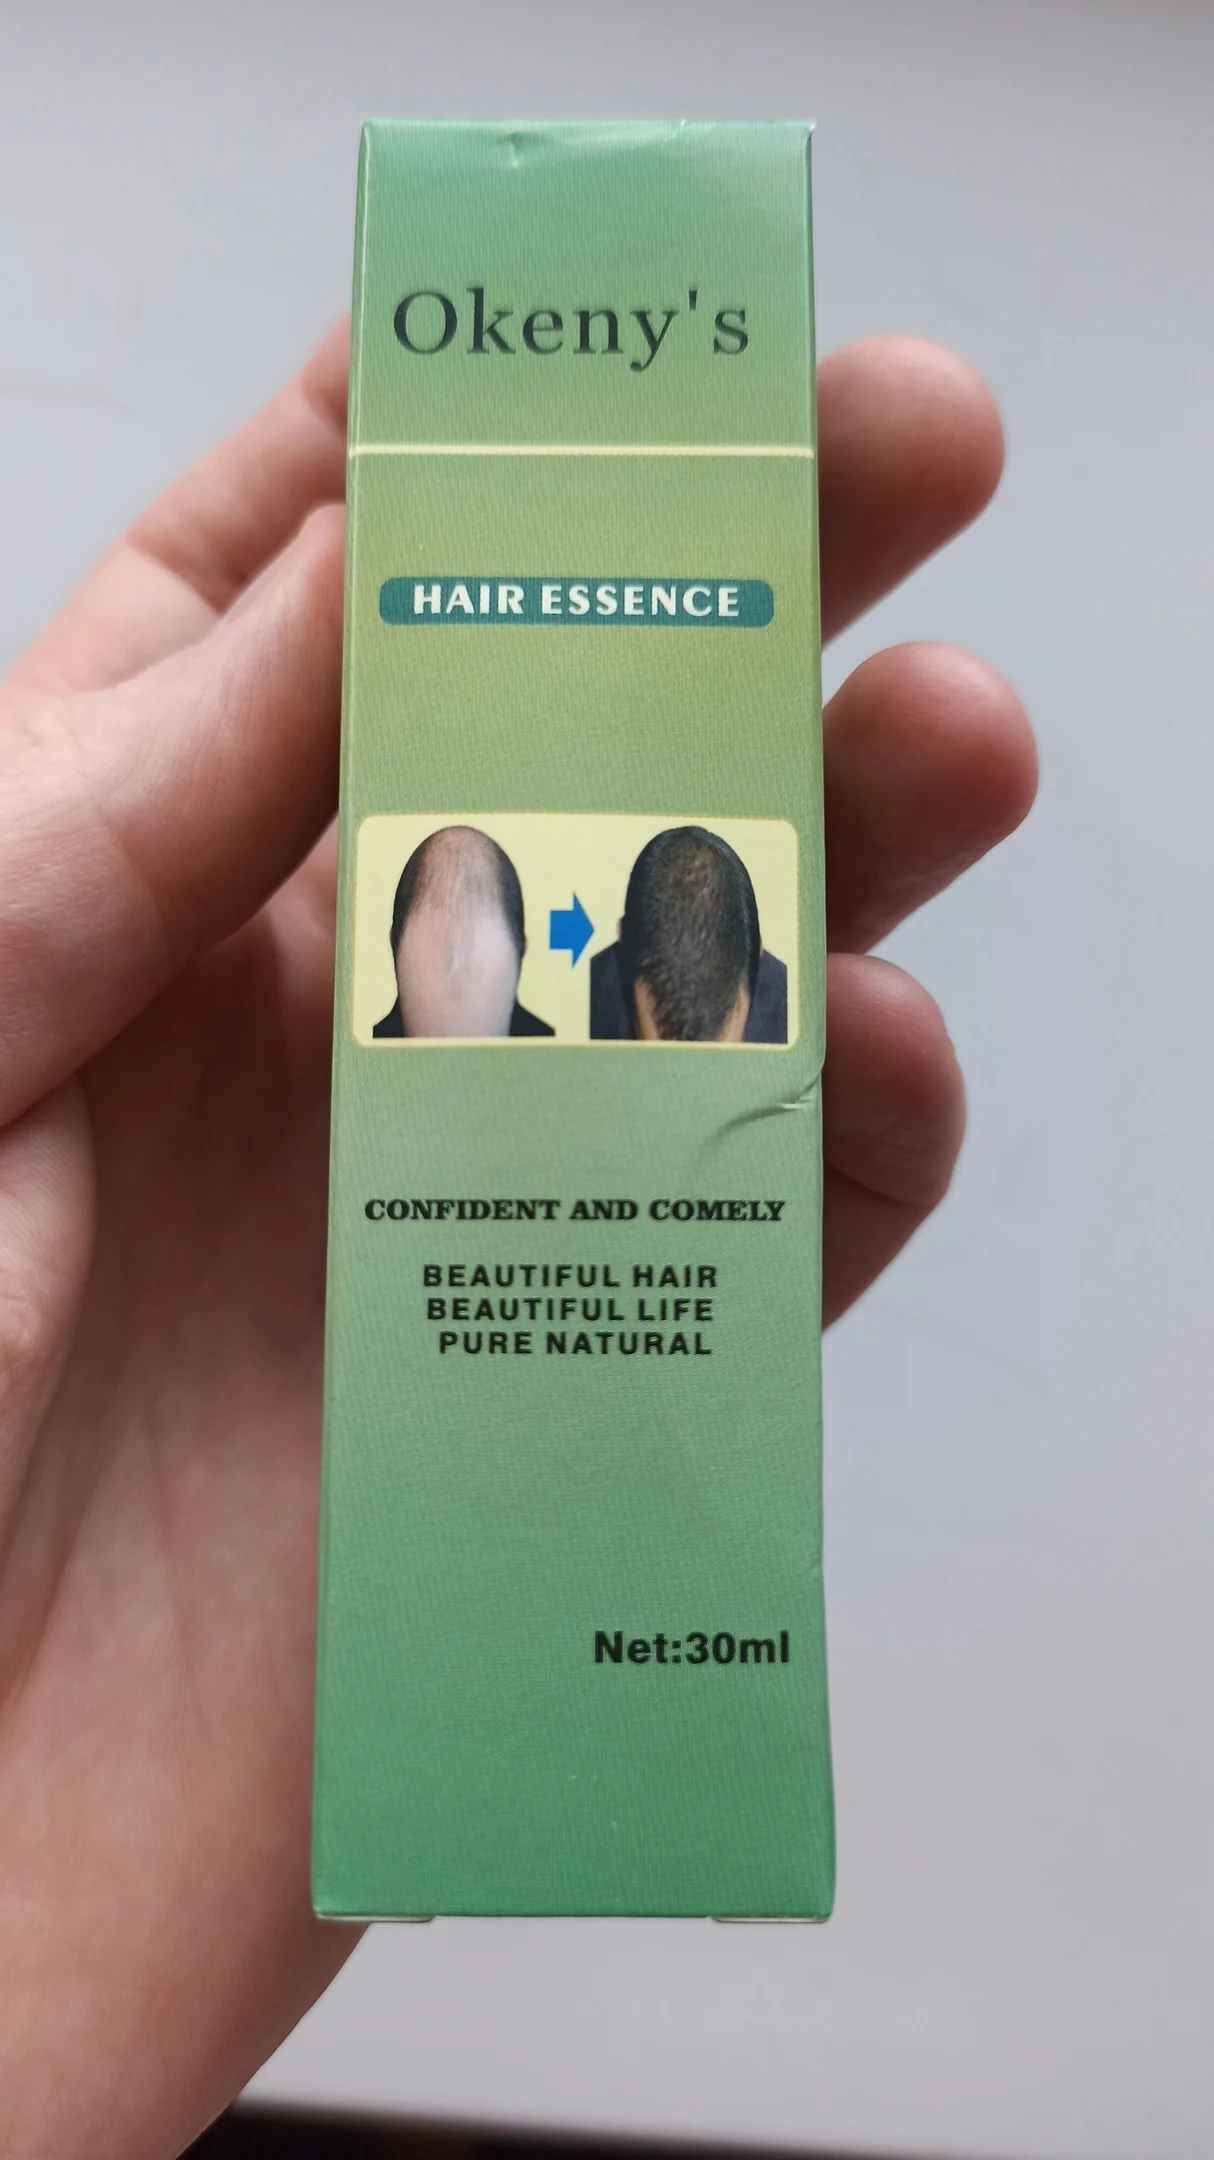 Okeny's
HAIR ESSENCE
CONFIDENT AND COMELY
BEAUTIFUL HAIR
BEAUTIFUL LIFE
PURE NATURAL
Net:30ml